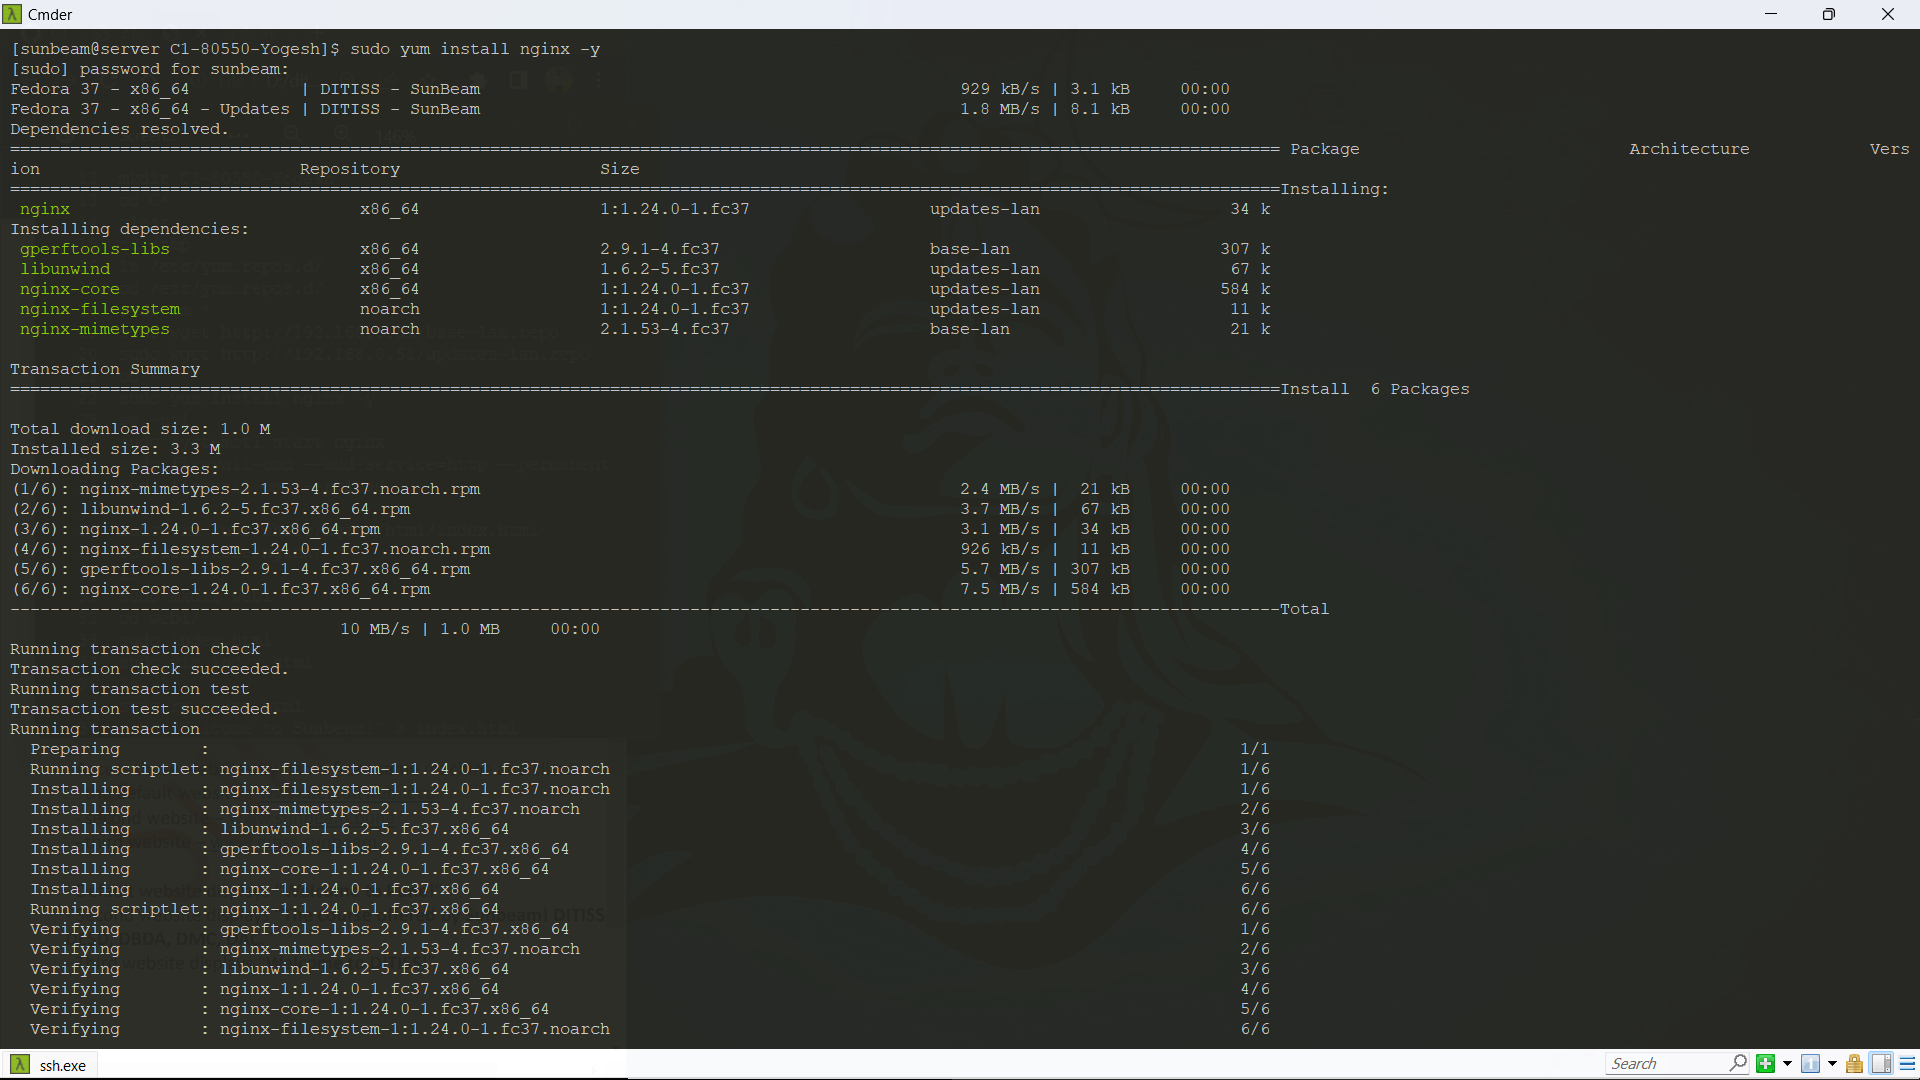 Cmder
[sunbeam@server C1-80550-Yogesh]$ sudo yum install nginx -y
[sudo] password for sunbeam:
Fedora 37 - x86_64 | DITISS - SunBeam 929 kB/s | 3.1 kB 00:00
Fedora 37 - x86_64 - Updates | DITISS - SunBeam 1.8 MB/s | 8.1 kB 00:00
Dependencies resolved.
Package Architecture Vers
ion Repository Size
Installing:
nginx x86_64 1:1.24.0-1.fc37 updates-lan 34 k
Installing dependencies:
gperftools-libs x86_64 2.9.1-4.fc37 base-lan 307 k
libunwind x86_64 1.6.2-5.fc37 updates-lan 67 k
nginx-core x86_64 1:1.24.0-1.fc37 updates-lan 584 k
nginx-filesystem noarch 1:1.24.0-1.fc37 updates-lan 11 k
nginx-mimetypes noarch 2.1.53-4.fc37 base-lan 21 k
Transaction Summary
Install 6 Packages
Total download size: 1.0 M
Installed size: 3.3 M
Downloading Packages:
(1/6): nginx-mimetypes-2.1.53-4.fc37.noarch.rpm 2.4 MB/s | 21 kB 00:00
(2/6): libunwind-1.6.2-5.fc37.x86_64.rpm 3.7 MB/s | 67 kB 00:00
(3/6): nginx-1.24.0-1.fc37.x86_64.rpm 3.1 MB/s | 34 kB 00:00
(4/6): nginx-filesystem-1.24.0-1.fc37.noarch.rpm 926 kB/s | 11 kB 00:00
(5/6): gperftools-libs-2.9.1-4.fc37.x86_64.rpm 5.7 MB/s | 307 kB 00:00
(6/6): nginx-core-1.24.0-1.fc37.x86_64.rpm 7.5 MB/s | 584 kB 00:00
Total
10 MB/s | 1.0 MB 00:00
Running transaction check
Transaction check succeeded.
Running transaction test
Transaction test succeeded.
Running transaction
Preparing : 1/1
Running scriptlet: nginx-filesystem-1:1.24.0-1.fc37.noarch 1/6
Installing : nginx-filesystem-1:1.24.0-1.fc37.noarch 1/6
Installing : nginx-mimetypes-2.1.53-4.fc37.noarch 2/6
Installing : libunwind-1.6.2-5.fc37.x86_64 3/6
Installing : gperftools-libs-2.9.1-4.fc37.x86_64 4/6
Installing : nginx-core-1:1.24.0-1.fc37.x86_64 5/6
Installing : nginx-1:1.24.0-1.fc37.x86_64 6/6
Running scriptlet: nginx-1:1.24.0-1.fc37.x86_64 6/6
Verifying : gperftools-libs-2.9.1-4.fc37.x86_64 1/6
Verifying : nginx-mimetypes-2.1.53-4.fc37.noarch 2/6
Verifying : libunwind-1.6.2-5.fc37.x86_64 3/6
Verifying : nginx-1:1.24.0-1.fc37.x86_64 4/6
Verifying : nginx-core-1:1.24.0-1.fc37.x86_64 5/6
Verifying : nginx-filesystem-1:1.24.0-1.fc37.noarch 6/6
ssh.exe
Search